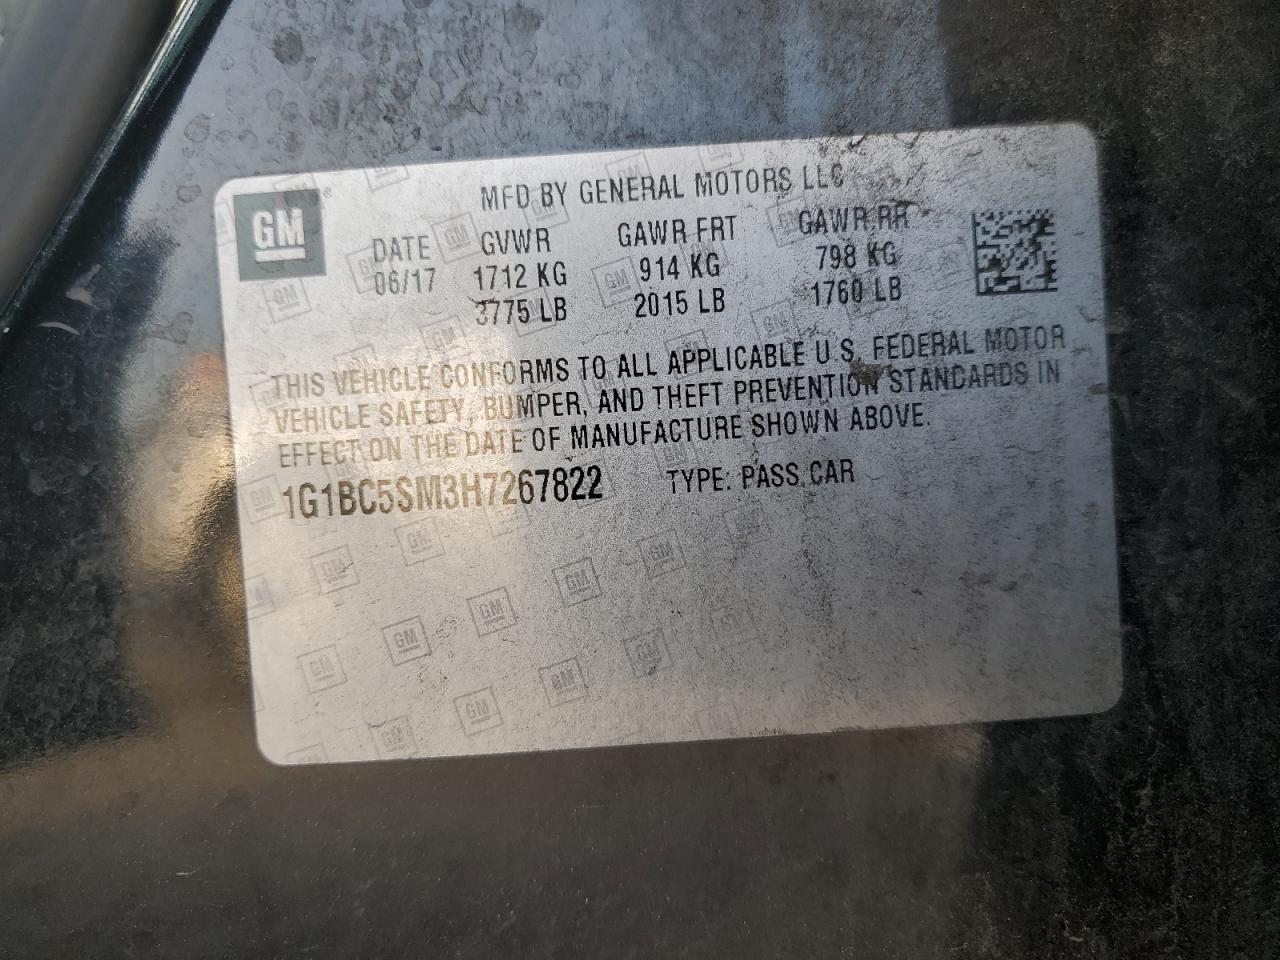 GM ®
MFD BY GENERAL MOTORS LLC
DATE GVWR GAWR FRT GAWR RR
06/17 1712 KG 914 KG 798 KG
3775 LB 2015 LB 1760 LB
THIS VEHICLE CONFORMS TO ALL APPLICABLE U.S. FEDERAL MOTOR
VEHICLE SAFETY, BUMPER, AND THEFT PREVENTION STANDARDS IN
EFFECT ON THE DATE OF MANUFACTURE SHOWN ABOVE.
1G1BC5SM3H7267822 TYPE: PASS CAR